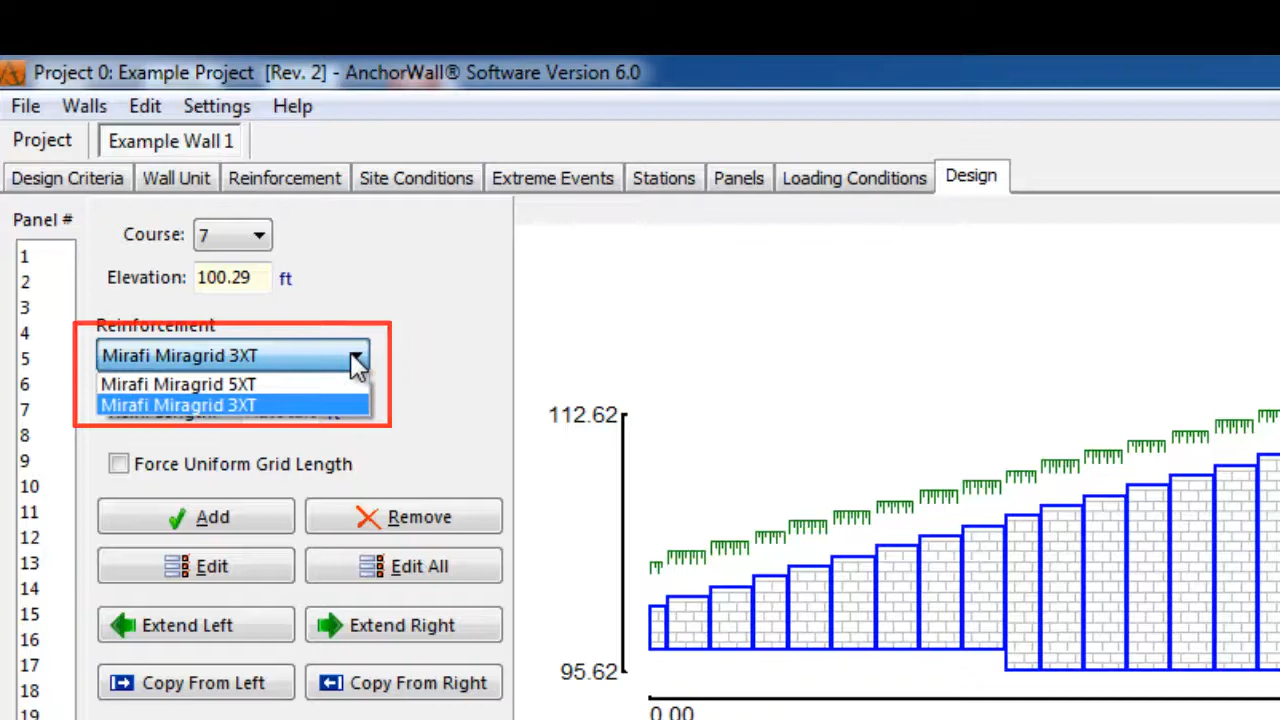 Project 0: Example Project [Rev. 2] - AnchorWall® Software Version 6.0
File Walls Edit Settings Help
Project Example Wall 1
Design Criteria Wall Unit Reinforcement Site Conditions Extreme Events Stations Panels Loading Conditions Design
Panel #
1
2
3
4
5
6
7
8
9
10
11
12
13
14
15
16
17
18
19
Course: 7
Elevation: 100.29 ft
Reinforcement
Mirafi Miragrid 3XT
Mirafi Miragrid 5XT
Mirafi Miragrid 3XT
Force Uniform Grid Length
Add Remove
Edit Edit All
Extend Left Extend Right
Copy From Left Copy From Right
112.62
95.62
0.00